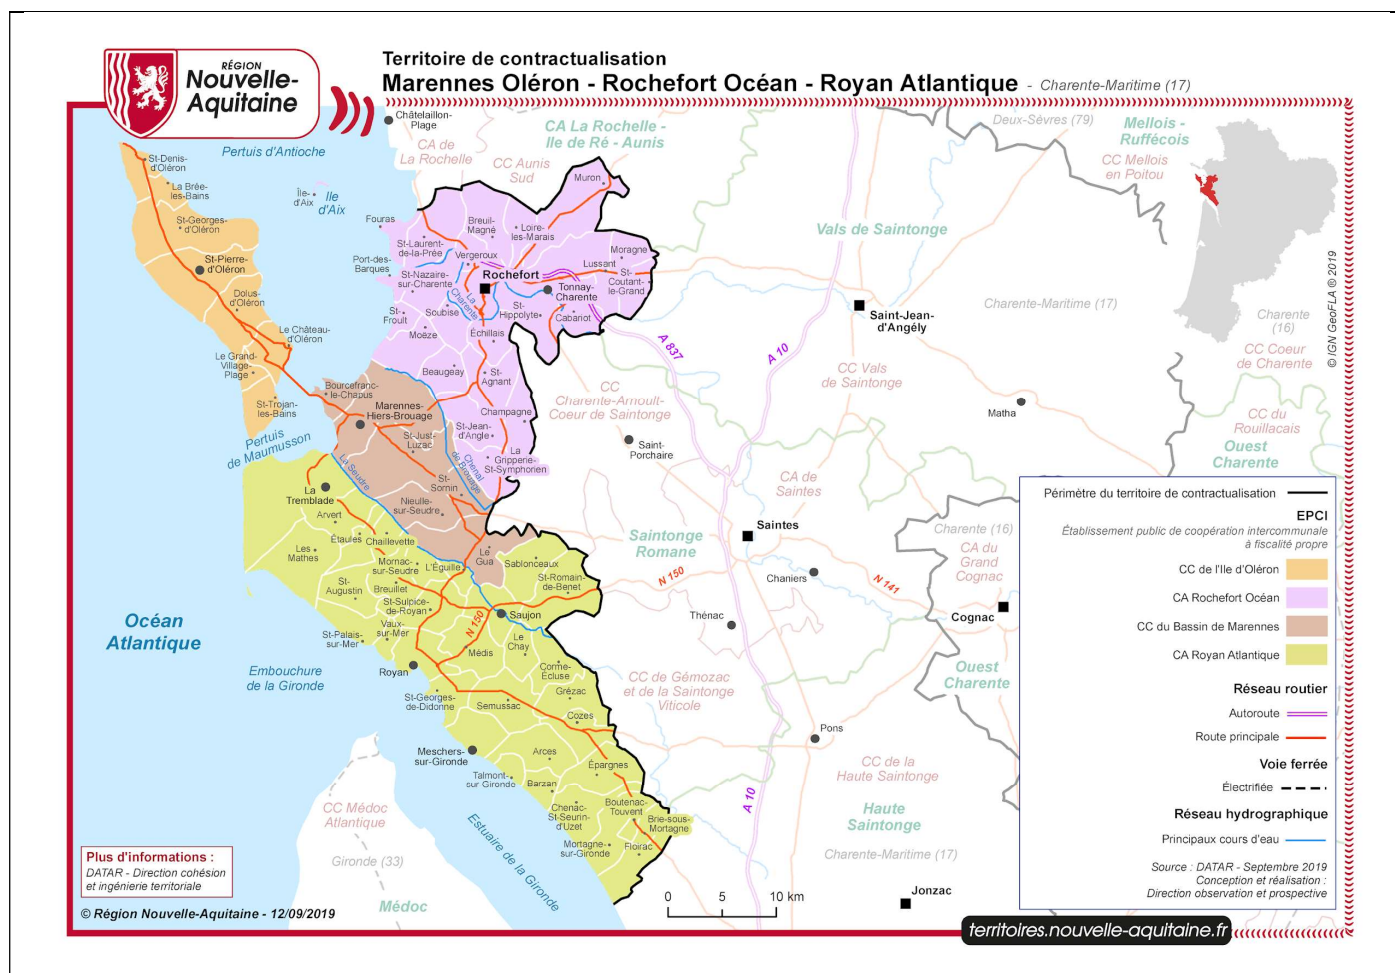 RÉGION
Nouvelle-
Aquitaine
Territoire de contractualisation
Marennes Oléron - Rochefort Océan - Royan Atlantique - Charente-Maritime (17)
Châtelaillon-
Plage
CA de
La Rochelle
CA La Rochelle -
Ile de Ré - Aunis
CC Aunis
Sud
Deux-Sèvres (79)
Mellois -
Ruffécois
CC Mellois
en Poitou
Pertuis d'Antioche
St-Denis-
d'Oléron
La Brée-
les-Bains
St-Georges-
d'Oléron
St-Pierre-
d'Oléron
Dolus-
d'Oléron
Le Château-
d'Oléron
Le Grand-
Village-
Plage
St-Trojan-
les-Bains
Île-
d'Aix
Ile
d'Aix
Fouras
Port-des-
Barques
Muron
Breuil-
Magné
Loire-
les-Marais
St-Laurent-
de-la-Prée
Vergeroux
Moragne
Lussant
St-
Coutant-
le-Grand
St-Nazaire-
sur-Charente
Rochefort
Tonnay-
Charente
La
Charente
St-
Hippolyte
Cabariot
St-
Froult
Soubise
Moëze
Échillais
Beaugeay
St-
Agnant
Champagne
St-Jean-
d'Angle
La
Gripperie-
St-Symphorien
Bourcefranc-
le-Chapus
Marennes-
Hiers-Brouage
St-Just-
Luzac
Chenal
de Brouage
St-
Sornin
Nieulle-
sur-Seudre
Le
Gua
Pertuis
de Maumusson
La Seudre
La
Tremblade
Arvert
Étaules
Chaillevette
Les
Mathes
Mornac-
sur-Seudre
L'Éguille
Sablonceaux
St-Romain-
de-Benet
St-
Augustin
Breuillet
St-Sulpice-
de-Royan
Saujon
N 150
Vaux-
sur-Mer
St-Palais-
sur-Mer
Médis
Le
Chay
Royan
Corme-
Écluse
St-Georges-
de-Didonne
Semussac
Grézac
Cozes
Meschers-
sur-Gironde
Arces
Épargnes
Talmont-
sur Gironde
Barzan
Chenac-
St-Seurin-
d'Uzet
Boutenac-
Touvent
Brie-sous-
Mortagne
Mortagne-
sur-Gironde
Floirac
Océan
Atlantique
Embouchure
de la Gironde
Estuaire de la Gironde
CC Médoc
Atlantique
Gironde (33)
Médoc
A 837
A 10
Vals de Saintonge
Saint-Jean-
d'Angély
Charente-Maritime (17)
CC Vals
de Saintonge
Matha
CC
Charente-Arnoult-
Coeur de Saintonge
Saint-
Porchaire
CA de
Saintes
Saintonge
Romane
Saintes
N 150
Chaniers
N 141
Thénac
Charente (16)
CA du
Grand
Cognac
Cognac
Ouest
Charente
CC de Gémozac
et de la Saintonge
Viticole
A 10
Pons
CC de la
Haute Saintonge
Haute
Saintonge
Charente-Maritime (17)
Jonzac
Charente
(16)
CC Coeur
de Charente
CC du
Rouillacais
Ouest
Charente
© IGN GeoFLA ® 2019
Périmètre du territoire de contractualisation
EPCI
Établissement public de coopération intercommunale
à fiscalité propre
CC de l'Ile d'Oléron
CA Rochefort Océan
CC du Bassin de Marennes
CA Royan Atlantique
Réseau routier
Autoroute
Route principale
Voie ferrée
Électrifiée
Réseau hydrographique
Principaux cours d'eau
Source : DATAR - Septembre 2019
Conception et réalisation :
Direction observation et prospective
Plus d'informations :
DATAR - Direction cohésion
et ingénierie territoriale
© Région Nouvelle-Aquitaine - 12/09/2019
0 5 10 km
territoires.nouvelle-aquitaine.fr